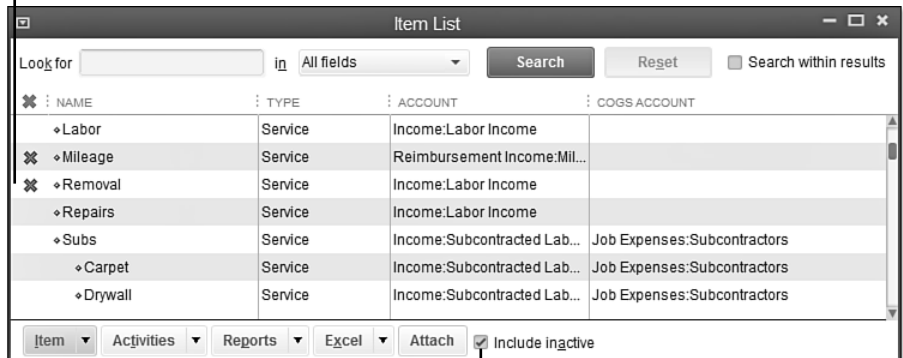 Item List
Look for in All fields Search Reset Search within results
NAME TYPE ACCOUNT COGS ACCOUNT
Labor Service Income:Labor Income
Mileage Service Reimbursement Income:Mil...
Removal Service Income:Labor Income
Repairs Service Income:Labor Income
Subs Service Income:Subcontracted Lab... Job Expenses:Subcontractors
Carpet Service Income:Subcontracted Lab... Job Expenses:Subcontractors
Drywall Service Income:Subcontracted Lab... Job Expenses:Subcontractors
Item Activities Reports Excel Attach Include inactive